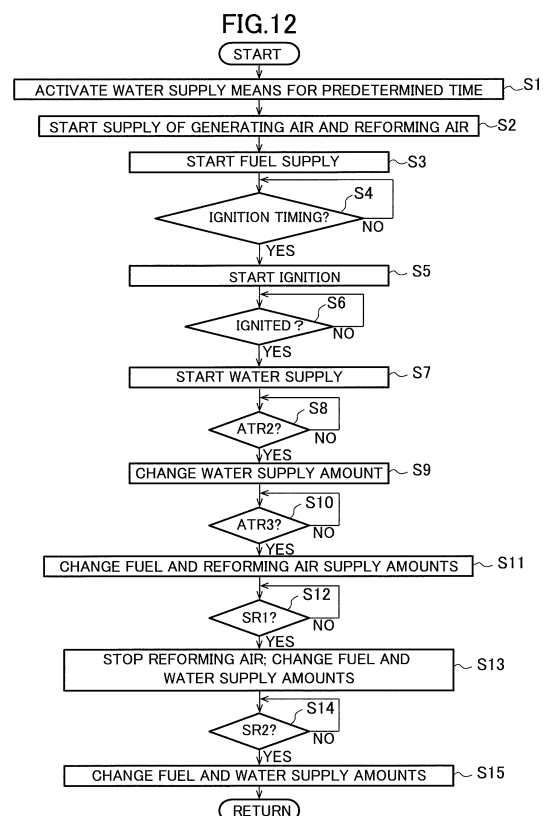 FIG.12
START
ACTIVATE WATER SUPPLY MEANS FOR PREDETERMINED TIME
S1
START SUPPLY OF GENERATING AIR AND REFORMING AIR
S2
START FUEL SUPPLY
S3
S4
IGNITION TIMING?
NO
YES
START IGNITION
S5
S6
IGNITED?
NO
YES
START WATER SUPPLY
S7
S8
ATR2?
NO
YES
CHANGE WATER SUPPLY AMOUNT
S9
S10
ATR3?
NO
YES
CHANGE FUEL AND REFORMING AIR SUPPLY AMOUNTS
S11
S12
SR1?
NO
YES
STOP REFORMING AIR; CHANGE FUEL AND
WATER SUPPLY AMOUNTS
S13
S14
SR2?
NO
YES
CHANGE FUEL AND WATER SUPPLY AMOUNTS
S15
RETURN